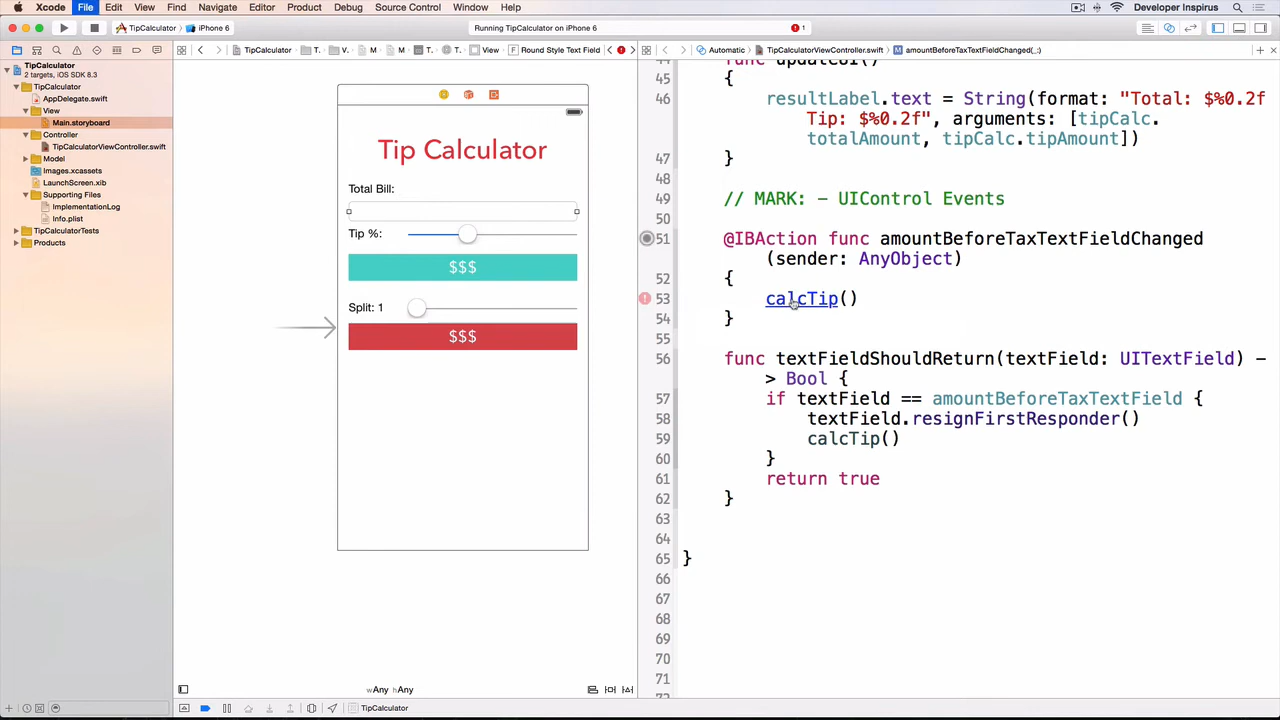 Xcode File Edit View Find Navigate Editor Product Debug Source Control Window Help Developer Inspirus
TipCalculator iPhone 6 Running TipCalculator on iPhone 6 1
TipCalculator T... V... M M T... T... View Round Style Text Field Automatic TipCalculatorViewController.swift amountBeforeTaxTextFieldChanged(_:)
TipCalculator
2 targets, iOS SDK 8.3
TipCalculator
AppDelegate.swift
View
Main.storyboard
Controller
TipCalculatorViewController.swift
Model
Images.xcassets
LaunchScreen.xib
Supporting Files
ImplementationLog
Info.plist
TipCalculatorTests
Products
Tip Calculator
Total Bill:
Tip %:
$$$
Split: 1
$$$
wAny hAny
44 func updateUI()
45 {
46 resultLabel.text = String(format: "Total: $%0.2f
Tip: $%0.2f", arguments: [tipCalc.
totalAmount, tipCalc.tipAmount])
47 }
48
49 // MARK: - UIControl Events
50
51 @IBAction func amountBeforeTaxTextFieldChanged
(sender: AnyObject)
52 {
53 calcTip()
54 }
55
56 func textFieldShouldReturn(textField: UITextField) -
> Bool {
57 if textField == amountBeforeTaxTextField {
58 textField.resignFirstResponder()
59 calcTip()
60 }
61 return true
62 }
63
64
65 }
66
67
68
69
70
71
TipCalculator